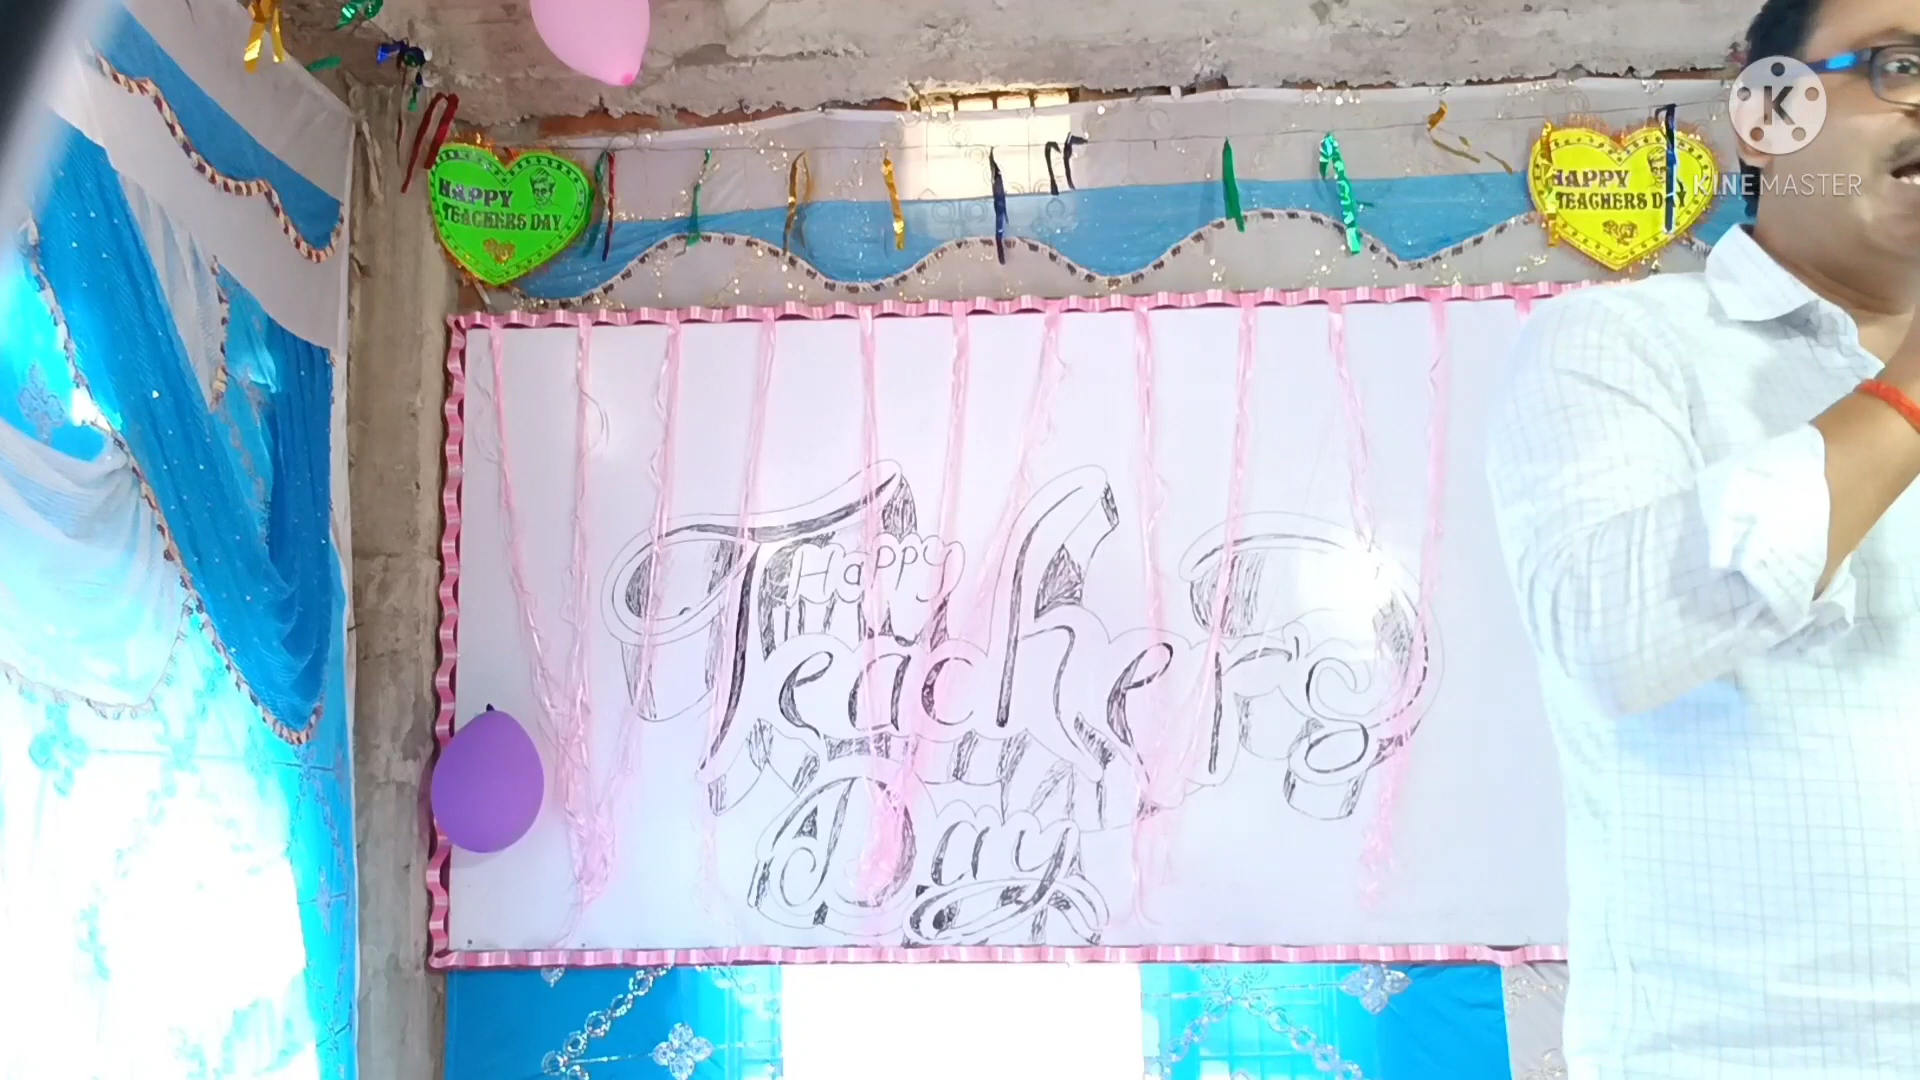 HAPPY
TEACHERS DAY
HAPPY
TEACHERS DAY
K
KINEMASTER
Happy
Teacher's
Day